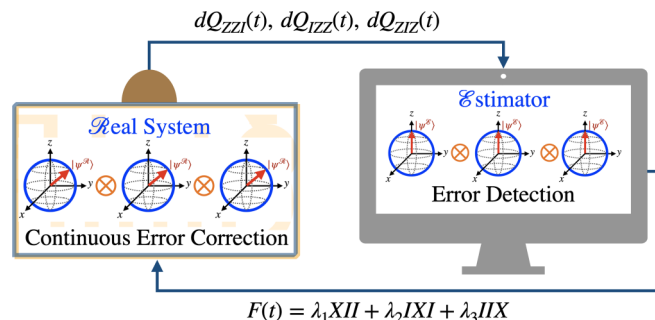 dQ_{ZZI}(t), dQ_{IZZ}(t), dQ_{ZIZ}(t)
ℛeal System
z z z
|ψ^ℛ⟩ |ψ^ℛ⟩ |ψ^ℛ⟩
⊗ ⊗
y y y
x x x
Continuous Error Correction
ℰstimator
z z z
|ψ^ℰ⟩ |ψ^ℰ⟩ |ψ^ℰ⟩
⊗ ⊗
y y y
x x x
Error Detection
F(t) = λ₁XII + λ₂IXI + λ₃IIX